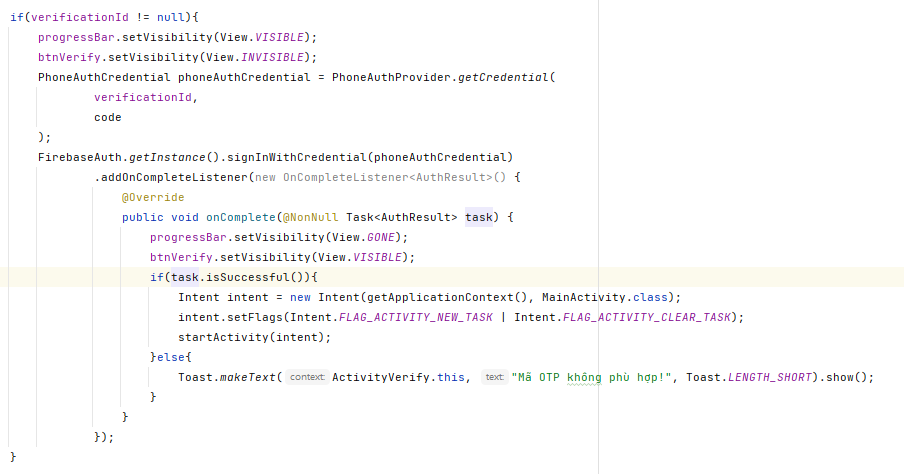 if(verificationId != null){
progressBar.setVisibility(View.VISIBLE);
btnVerify.setVisibility(View.INVISIBLE);
PhoneAuthCredential phoneAuthCredential = PhoneAuthProvider.getCredential(
verificationId,
code
);
FirebaseAuth.getInstance().signInWithCredential(phoneAuthCredential)
.addOnCompleteListener(new OnCompleteListener<AuthResult>() {
@Override
public void onComplete(@NonNull Task<AuthResult> task) {
progressBar.setVisibility(View.GONE);
btnVerify.setVisibility(View.VISIBLE);
if(task.isSuccessful()){
Intent intent = new Intent(getApplicationContext(), MainActivity.class);
intent.setFlags(Intent.FLAG_ACTIVITY_NEW_TASK | Intent.FLAG_ACTIVITY_CLEAR_TASK);
startActivity(intent);
}else{
Toast.makeText( context: ActivityVerify.this, text: "Mã OTP không phù hợp!", Toast.LENGTH_SHORT).show();
}
}
});
}